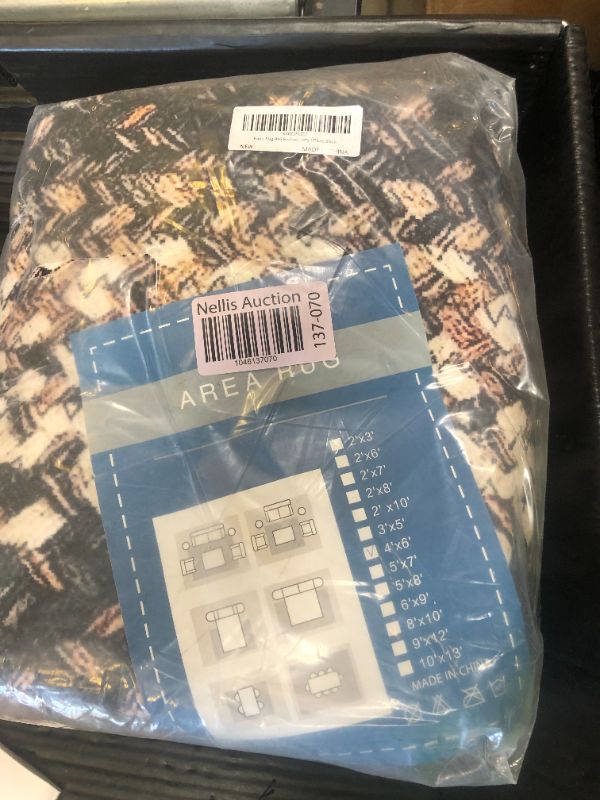 NEW
MADE
Nellis Auction
137-070
1046137070
AREA RUG
2'x3'
2'x6'
2'x7'
2'x8'
2' x10'
3'x5'
4'x6'
5'x7'
5'x8'
6'x9'
8'x10'
9'x12'
10'x13'
MADE IN CHINA